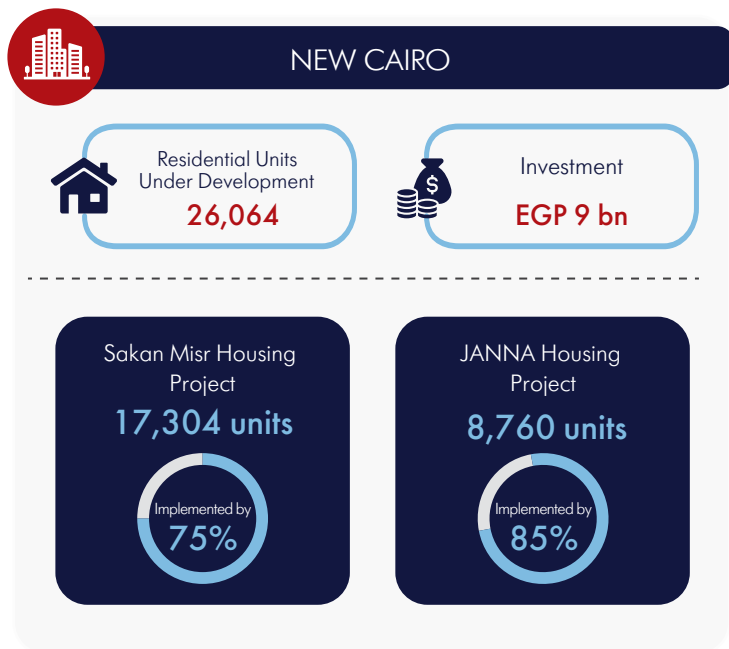 NEW CAIRO
Residential Units
Under Development
26,064
$
Investment
EGP 9 bn
Sakan Misr Housing
Project
17,304 units
Implemented by
75%
JANNA Housing
Project
8,760 units
Implemented by
85%